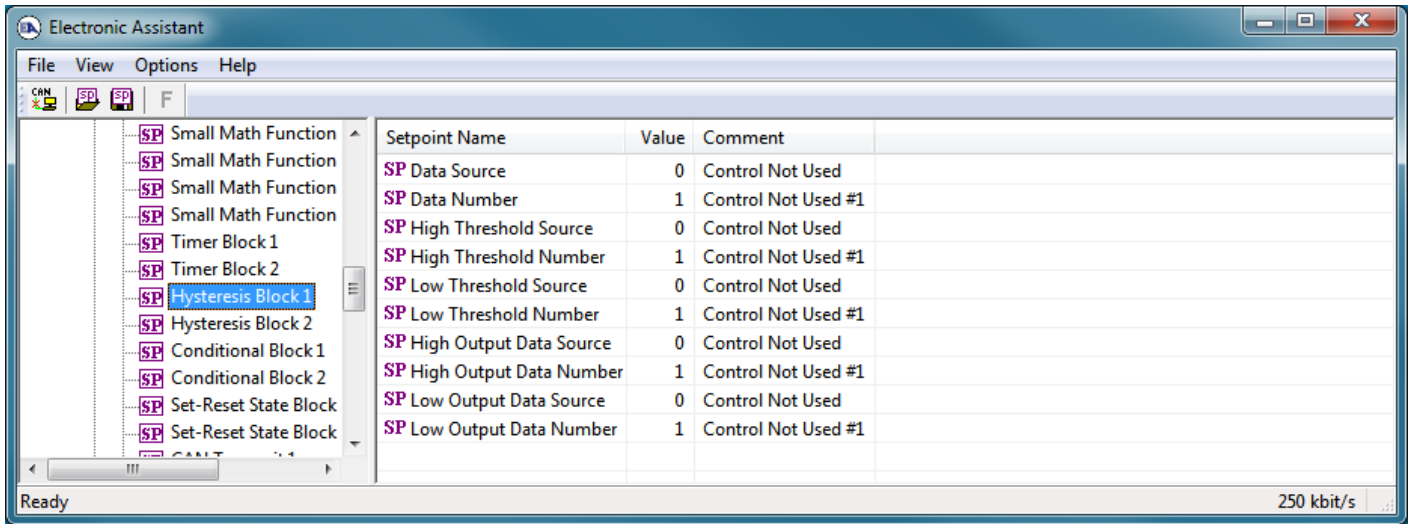 Electronic Assistant
File View Options Help
CAN SP SP F
SP Small Math Function
SP Small Math Function
SP Small Math Function
SP Small Math Function
SP Timer Block 1
SP Timer Block 2
SP Hysteresis Block 1
SP Hysteresis Block 2
SP Conditional Block 1
SP Conditional Block 2
SP Set-Reset State Block
SP Set-Reset State Block
Setpoint Name Value Comment
SP Data Source 0 Control Not Used
SP Data Number 1 Control Not Used #1
SP High Threshold Source 0 Control Not Used
SP High Threshold Number 1 Control Not Used #1
SP Low Threshold Source 0 Control Not Used
SP Low Threshold Number 1 Control Not Used #1
SP High Output Data Source 0 Control Not Used
SP High Output Data Number 1 Control Not Used #1
SP Low Output Data Source 0 Control Not Used
SP Low Output Data Number 1 Control Not Used #1
Ready 250 kbit/s